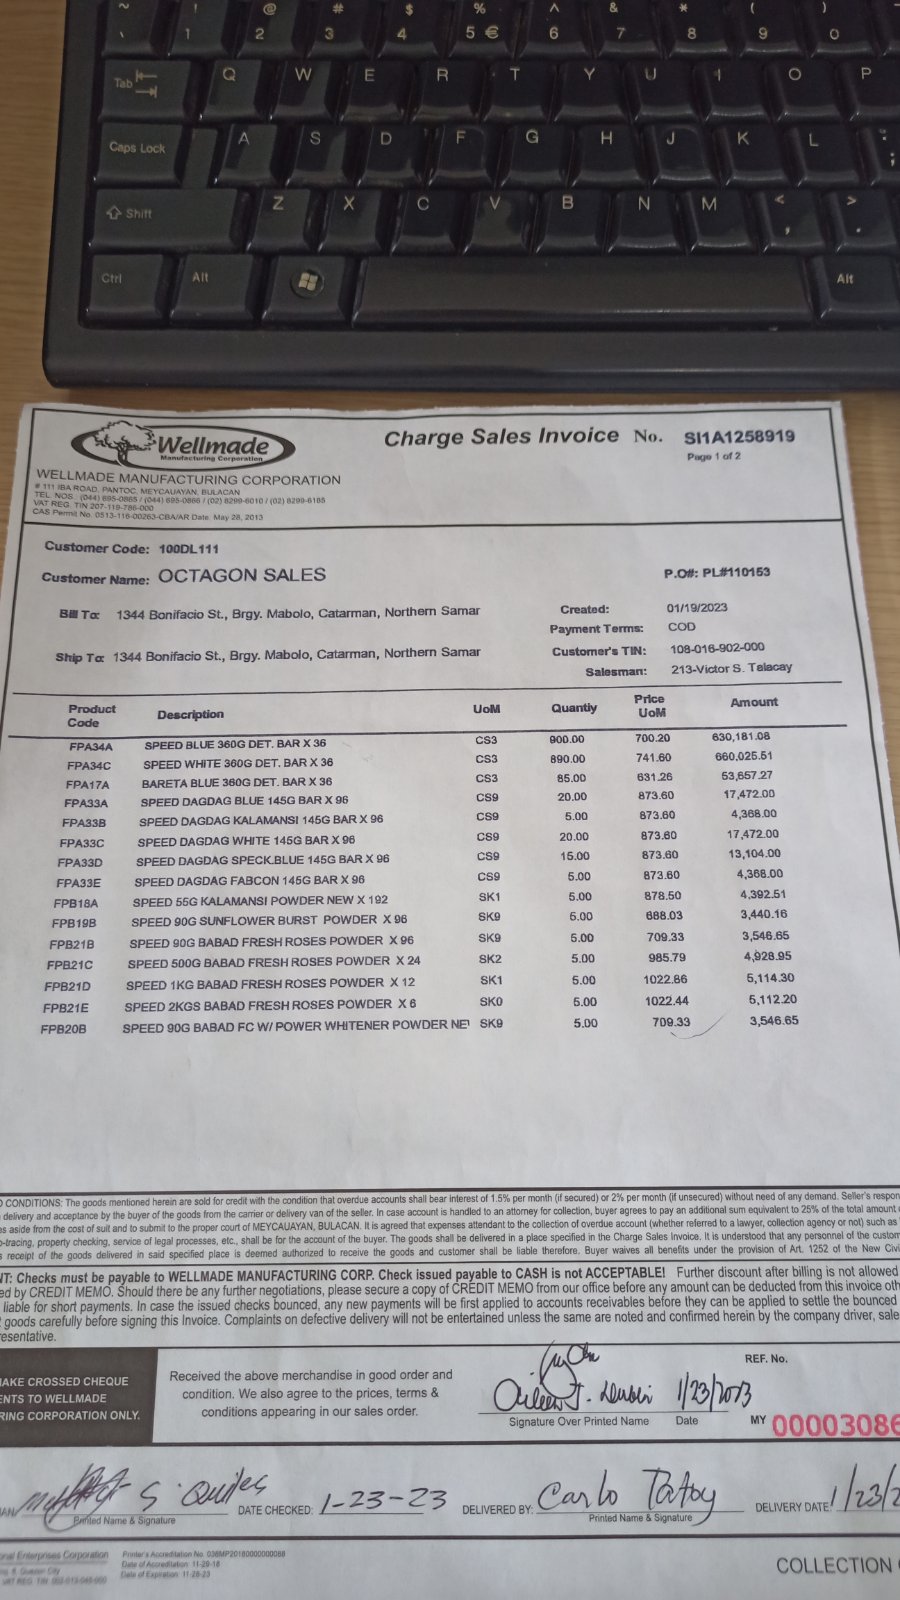 ~ ! @ # $ % ^ & * ( )
` 1 2 3 4 5 € 6 7 8 9 0
Tab Q W E R T Y U I O P
Caps Lock A S D F G H J K L : ;
Shift Z X C V B N M < , > .
Ctrl Alt Alt
Wellmade
Manufacturing Corporation
Charge Sales Invoice No. SI1A1258919
Page 1 of 2
WELLMADE MANUFACTURING CORPORATION
# 111 IBA ROAD, PANTOC, MEYCAUAYAN, BULACAN
TEL. NOS. (044) 695-0865 / (044) 695-0866 / (02) 8299-6010 / (02) 8299-6185
VAT REG. TIN 207-119-786-000
CAS Permit No. 0513-116-00263-CBA/AR Date. May 28, 2013
Customer Code: 100DL111
Customer Name: OCTAGON SALES P.O#: PL#110153
Bill To: 1344 Bonifacio St., Brgy. Mabolo, Catarman, Northern Samar Created: 01/19/2023
Payment Terms: COD
Ship To: 1344 Bonifacio St., Brgy. Mabolo, Catarman, Northern Samar Customer's TIN: 108-016-902-000
Salesman: 213-Victor S. Talacay
Product Code Description UoM Quantiy Price UoM Amount
FPA34A SPEED BLUE 360G DET. BAR X 36 CS3 900.00 700.20 630,181.08
FPA34C SPEED WHITE 360G DET. BAR X 36 CS3 890.00 741.60 660,025.51
FPA17A BARETA BLUE 360G DET. BAR X 36 CS3 85.00 631.26 53,657.27
FPA33A SPEED DAGDAG BLUE 145G BAR X 96 CS9 20.00 873.60 17,472.00
FPA33B SPEED DAGDAG KALAMANSI 145G BAR X 96 CS9 5.00 873.60 4,368.00
FPA33C SPEED DAGDAG WHITE 145G BAR X 96 CS9 20.00 873.60 17,472.00
FPA33D SPEED DAGDAG SPECK.BLUE 145G BAR X 96 CS9 15.00 873.60 13,104.00
FPA33E SPEED DAGDAG FABCON 145G BAR X 96 CS9 5.00 873.60 4,368.00
FPB18A SPEED 55G KALAMANSI POWDER NEW X 192 SK1 5.00 878.50 4,392.51
FPB19B SPEED 90G SUNFLOWER BURST POWDER X 96 SK9 5.00 688.03 3,440.16
FPB21B SPEED 90G BABAD FRESH ROSES POWDER X 96 SK9 5.00 709.33 3,546.65
FPB21C SPEED 500G BABAD FRESH ROSES POWDER X 24 SK2 5.00 985.79 4,928.95
FPB21D SPEED 1KG BABAD FRESH ROSES POWDER X 12 SK1 5.00 1022.86 5,114.30
FPB21E SPEED 2KGS BABAD FRESH ROSES POWDER X 6 SK0 5.00 1022.44 5,112.20
FPB20B SPEED 90G BABAD FC W/ POWER WHITENER POWDER NE SK9 5.00 709.33 3,546.65
CONDITIONS: The goods mentioned herein are sold for credit with the condition that overdue accounts shall bear interest of 1.5% per month (if secured) or 2% per month (if unsecured) without need of any demand. Seller's respon
delivery and acceptance by the buyer of the goods from the carrier or delivery van of the seller. In case account is handled to an attorney for collection, buyer agrees to pay an additional sum equivalent to 25% of the total amount
es aside from the cost of suit and to submit to the proper court of MEYCAUAYAN, BULACAN. It is agreed that expenses attendant to the collection of overdue account (whether referred to a lawyer, collection agency or not) such as
-tracing, property checking, service of legal processes, etc., shall be for the account of the buyer. The goods shall be delivered in a place specified in the Charge Sales Invoice. It is understood that any personnel of the custom
s receipt of the goods delivered in said specified place is deemed authorized to receive the goods and customer shall be liable therefore. Buyer waives all benefits under the provision of Art. 1252 of the New Civi
NT: Checks must be payable to WELLMADE MANUFACTURING CORP. Check issued payable to CASH is not ACCEPTABLE! Further discount after billing is not allowed
ed by CREDIT MEMO. Should there be any further negotiations, please secure a copy of CREDIT MEMO from our office before any amount can be deducted from this invoice oth
liable for short payments. In case the issued checks bounced, any new payments will be first applied to accounts receivables before they can be applied to settle the bounced
goods carefully before signing this Invoice. Complaints on defective delivery will not be entertained unless the same are noted and confirmed herein by the company driver, sale
resentative.
MAKE CROSSED CHEQUE
ENTS TO WELLMADE
RING CORPORATION ONLY.
Received the above merchandise in good order and
condition. We also agree to the prices, terms &
conditions appearing in our sales order.
Aileen J. 1/23/2023
Signature Over Printed Name Date
REF. No.
MY 00003086
S. Quiles DATE CHECKED: 1-23-23 DELIVERED BY: Carlo Tatoy DELIVERY DATE: 1/23/2
Printed Name & Signature Printed Name & Signature
Enterprises Corporation
Printer's Accreditation No. 038MP20180000000088
Date of Accreditation 11-29-18
Date of Expiration 11-28-23
COLLECTION